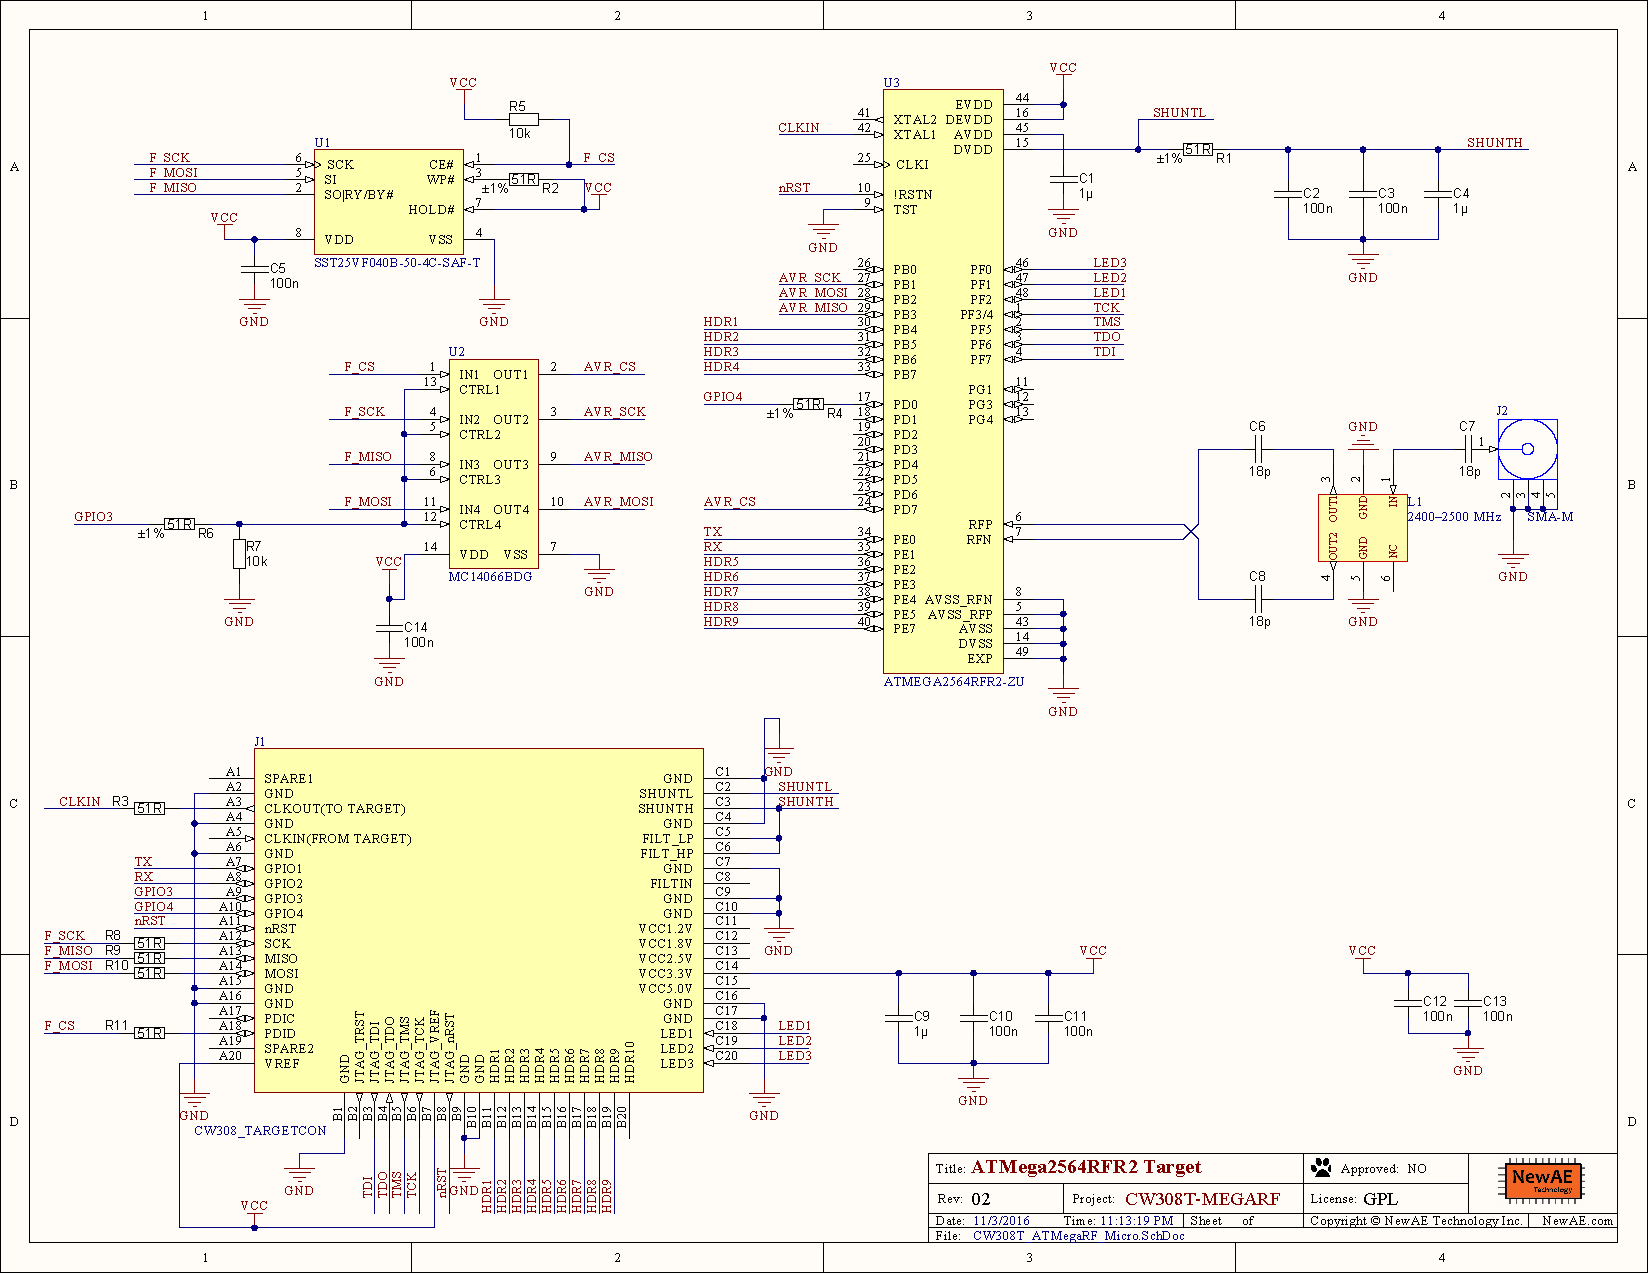 1 2 3 4
A
B
C
D
A
B
C
D
VCC
R5
10k
U1
F_SCK 6 SCK CE# 1 F_CS
F_MOSI 5 SI WP# 3 ±1% 51R R2 VCC
F_MISO 2 SO|RY/BY#
HOLD# 7
VCC
8 VDD VSS 4
SST25VF040B-50-4C-SAF-T
C5
100n
GND GND
U2
F_CS 1 IN1 OUT1 2 AVR_CS
13 CTRL1
F_SCK 4 IN2 OUT2 3 AVR_SCK
5 CTRL2
F_MISO 8 IN3 OUT3 9 AVR_MISO
6 CTRL3
F_MOSI 11 IN4 OUT4 10 AVR_MOSI
GPIO3 ±1% 51R R6 12 CTRL4
14 VDD VSS 7
VCC
MC14066BDG
R7
10k
GND
GND
C14
100n
GND
U3
VCC
EVDD 44
41 XTAL2 DEVDD 16
CLKIN 42 XTAL1 AVDD 45
DVDD 15
25 CLKI
nRST 10 !RSTN
9 TST
GND
C1
1µ
GND
SHUNTL
±1% 51R R1
SHUNTH
C2
100n
C3
100n
C4
1µ
GND
26 PB0 PF0 46 LED3
AVR_SCK 27 PB1 PF1 47 LED2
AVR_MOSI 28 PB2 PF2 48 LED1
AVR_MISO 29 PB3 PF3/4 1 TCK
HDR1 30 PB4 PF5 2 TMS
HDR2 31 PB5 PF6 3 TDO
HDR3 32 PB6 PF7 4 TDI
HDR4 33 PB7
PG1 11
GPIO4 ±1% 51R R4 17 PD0 PG3 12
18 PD1 PG4 13
19 PD2
20 PD3
21 PD4
22 PD5
23 PD6
AVR_CS 24 PD7
RFP 6
TX 34 PE0 RFN 7
RX 35 PE1
HDR5 36 PE2
HDR6 37 PE3
HDR7 38 PE4 AVSS_RFN 8
HDR8 39 PE5 AVSS_RFP 5
HDR9 40 PE7 AVSS 43
DVSS 14
EXP 49
ATMEGA2564RFR2-ZU
GND
C6
18p
C8
18p
GND
3 2 1
OUT1 GND IN
OUT2 GND NC
4 5 6
GND
L1
2400–2500 MHz
C7
18p
J2
1
2 3 4 5
SMA-M
GND
J1
A1 SPARE1
A2 GND
CLKIN R3 51R A3 CLKOUT(TO TARGET)
A4 GND
A5 CLKIN(FROM TARGET)
A6 GND
TX A7 GPIO1
RX A8 GPIO2
GPIO3 A9 GPIO3
GPIO4 A10 GPIO4
nRST A11 nRST
F_SCK R8 51R A12 SCK
F_MISO R9 51R A13 MISO
F_MOSI R10 51R A14 MOSI
A15 GND
A16 GND
A17 PDIC
F_CS R11 51R A18 PDID
A19 SPARE2
A20 VREF
GND
GND C1 GND
SHUNTL C2 SHUNTL
SHUNTH C3 SHUNTH
GND C4
FILT_LP C5
FILT_HP C6
GND C7
FILTIN C8
GND C9
GND C10
VCC1.2V C11
VCC1.8V C12
VCC2.5V C13
VCC3.3V C14
VCC5.0V C15
GND C16
GND C17
LED1 C18 LED1
LED2 C19 LED2
LED3 C20 LED3
GND
GND
GND JTAG_TRST JTAG_TDI JTAG_TDO JTAG_TMS JTAG_TCK JTAG_VREF JTAG_nRST GND GND HDR1 HDR2 HDR3 HDR4 HDR5 HDR6 HDR7 HDR8 HDR9 HDR10
B1 B2 B3 B4 B5 B6 B7 B8 B9 B10 B11 B12 B13 B14 B15 B16 B17 B18 B19 B20
CW308_TARGETCON
GND TDI TDO TMS TCK nRST GND HDR1 HDR2 HDR3 HDR4 HDR5 HDR6 HDR7 HDR8 HDR9
VCC
VCC
C9
1µ
C10
100n
C11
100n
GND
VCC
C12
100n
C13
100n
GND
Title: ATMega2564RFR2 Target
Approved: NO
Rev: 02 Project: CW308T-MEGARF License: GPL
NewAE
Technology
Date: 11/3/2016 Time: 11:13:19 PM Sheet of Copyright © NewAE Technology Inc. NewAE.com
File: CW308T_ATMegaRF_Micro.SchDoc
1 2 3 4